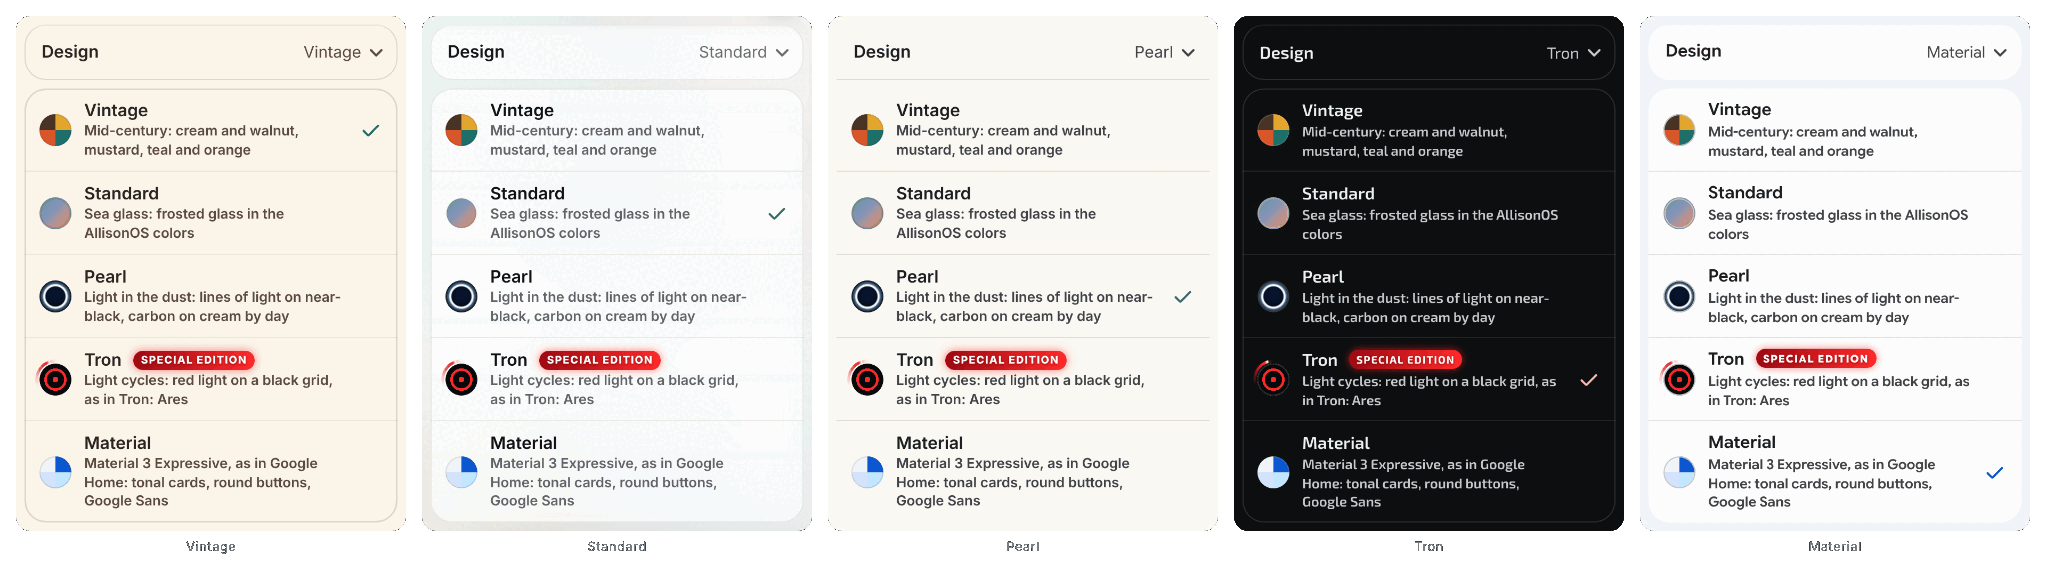 Design Vintage
Vintage
Mid-century: cream and walnut,
mustard, teal and orange
Standard
Sea glass: frosted glass in the
AllisonOS colors
Pearl
Light in the dust: lines of light on near-
black, carbon on cream by day
Tron SPECIAL EDITION
Light cycles: red light on a black grid,
as in Tron: Ares
Material
Material 3 Expressive, as in Google
Home: tonal cards, round buttons,
Google Sans
Vintage
Design Standard
Vintage
Mid-century: cream and walnut,
mustard, teal and orange
Standard
Sea glass: frosted glass in the
AllisonOS colors
Pearl
Light in the dust: lines of light on near-
black, carbon on cream by day
Tron SPECIAL EDITION
Light cycles: red light on a black grid,
as in Tron: Ares
Material
Material 3 Expressive, as in Google
Home: tonal cards, round buttons,
Google Sans
Standard
Design Pearl
Vintage
Mid-century: cream and walnut,
mustard, teal and orange
Standard
Sea glass: frosted glass in the
AllisonOS colors
Pearl
Light in the dust: lines of light on near-
black, carbon on cream by day
Tron SPECIAL EDITION
Light cycles: red light on a black grid,
as in Tron: Ares
Material
Material 3 Expressive, as in Google
Home: tonal cards, round buttons,
Google Sans
Pearl
Design Tron
Vintage
Mid-century: cream and walnut,
mustard, teal and orange
Standard
Sea glass: frosted glass in the AllisonOS
colors
Pearl
Light in the dust: lines of light on near-
black, carbon on cream by day
Tron SPECIAL EDITION
Light cycles: red light on a black grid, as
in Tron: Ares
Material
Material 3 Expressive, as in Google
Home: tonal cards, round buttons,
Google Sans
Tron
Design Material
Vintage
Mid-century: cream and walnut,
mustard, teal and orange
Standard
Sea glass: frosted glass in the AllisonOS
colors
Pearl
Light in the dust: lines of light on near-
black, carbon on cream by day
Tron SPECIAL EDITION
Light cycles: red light on a black grid, as
in Tron: Ares
Material
Material 3 Expressive, as in Google
Home: tonal cards, round buttons,
Google Sans
Material